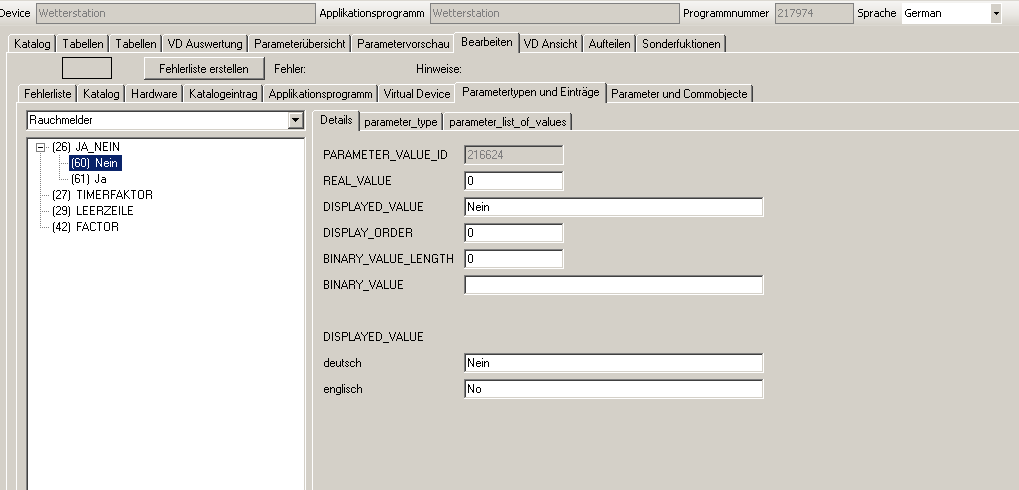 Device Wetterstation Applikationsprogramm Wetterstation Programmnummer 217974 Sprache German
Katalog Tabellen Tabellen VD Auswertung Parameterübersicht Parametervorschau Bearbeiten VD Ansicht Aufteilen Sonderfuktionen
Fehlerliste erstellen Fehler: Hinweise:
Fehlerliste Katalog Hardware Katalogeintrag Applikationsprogramm Virtual Device Parametertypen und Einträge Parameter und Commobjecte
Rauchmelder
(26) JA_NEIN
(60) Nein
(61) Ja
(27) TIMERFAKTOR
(29) LEERZEILE
(42) FACTOR
Details parameter_type parameter_list_of_values
PARAMETER_VALUE_ID 216624
REAL_VALUE 0
DISPLAYED_VALUE Nein
DISPLAY_ORDER 0
BINARY_VALUE_LENGTH 0
BINARY_VALUE
DISPLAYED_VALUE
deutsch Nein
englisch No